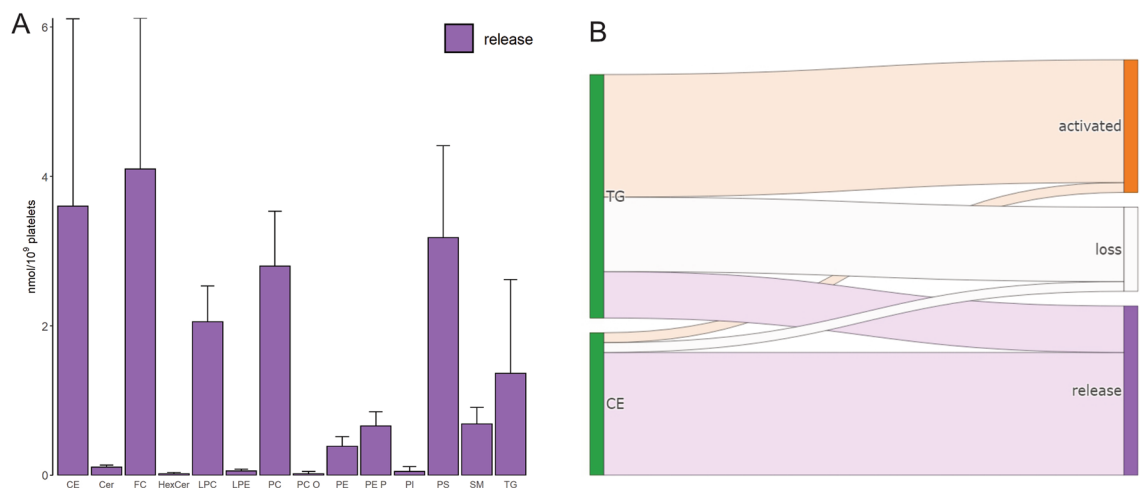 A
release
nmol/10⁹ platelets
6
4
2
0
CE Cer FC HexCer LPC LPE PC PC O PE PE P PI PS SM TG
B
TG
CE
activated
loss
release